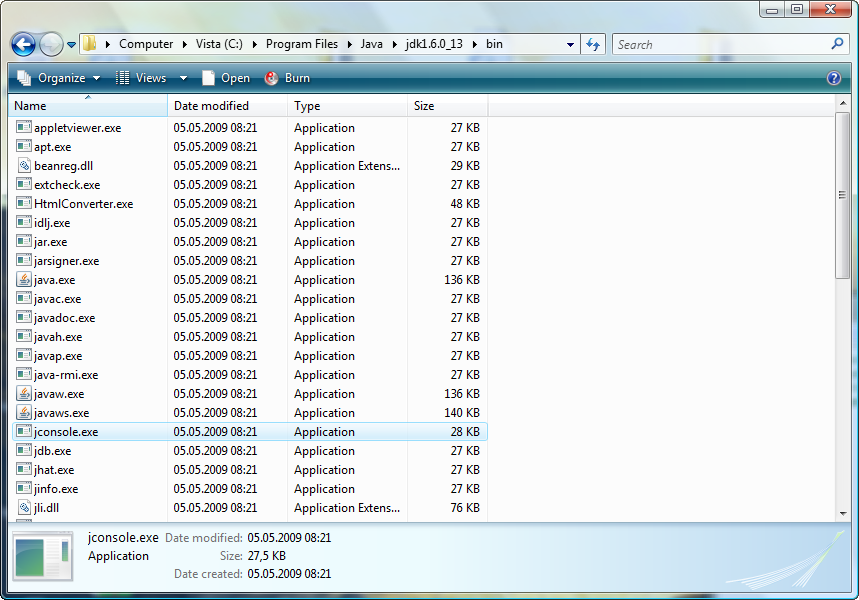 Computer Vista (C:) Program Files Java jdk1.6.0_13 bin Search
Organize Views Open Burn ?
Name Date modified Type Size
appletviewer.exe 05.05.2009 08:21 Application 27 KB
apt.exe 05.05.2009 08:21 Application 27 KB
beanreg.dll 05.05.2009 08:21 Application Extens... 29 KB
extcheck.exe 05.05.2009 08:21 Application 27 KB
HtmlConverter.exe 05.05.2009 08:21 Application 48 KB
idlj.exe 05.05.2009 08:21 Application 27 KB
jar.exe 05.05.2009 08:21 Application 27 KB
jarsigner.exe 05.05.2009 08:21 Application 27 KB
java.exe 05.05.2009 08:21 Application 136 KB
javac.exe 05.05.2009 08:21 Application 27 KB
javadoc.exe 05.05.2009 08:21 Application 27 KB
javah.exe 05.05.2009 08:21 Application 27 KB
javap.exe 05.05.2009 08:21 Application 27 KB
java-rmi.exe 05.05.2009 08:21 Application 27 KB
javaw.exe 05.05.2009 08:21 Application 136 KB
javaws.exe 05.05.2009 08:21 Application 140 KB
jconsole.exe 05.05.2009 08:21 Application 28 KB
jdb.exe 05.05.2009 08:21 Application 27 KB
jhat.exe 05.05.2009 08:21 Application 27 KB
jinfo.exe 05.05.2009 08:21 Application 27 KB
jli.dll 05.05.2009 08:21 Application Extens... 76 KB
jconsole.exe Date modified: 05.05.2009 08:21
Application Size: 27,5 KB
Date created: 05.05.2009 08:21